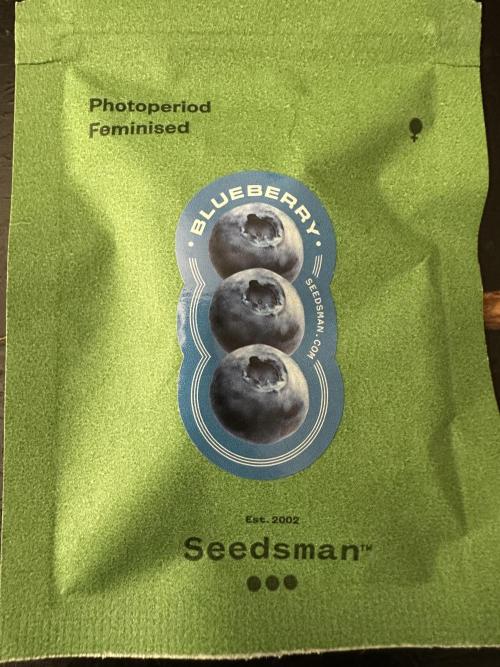 Photoperiod
Feminised
• BLUEBERRY •
SEEDSMAN.COM
Est. 2002
Seedsman™